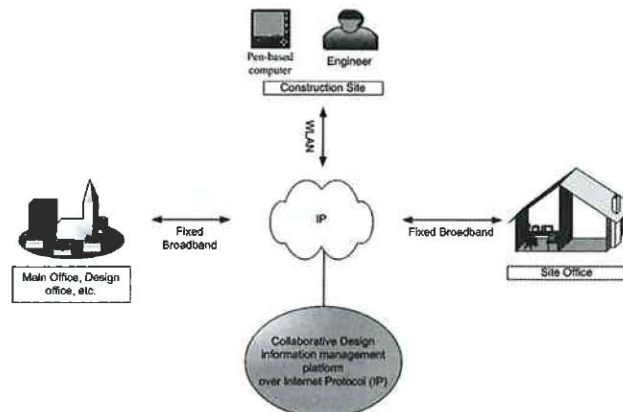 Pen-based
computer
Engineer
Construction Site
WLAN
IP
Fixed
Broadband
Fixed Broadband
Main Office, Design
office, etc.
Site Office
Collaborative Design
Information management
platform
over Internet Protocol (IP)